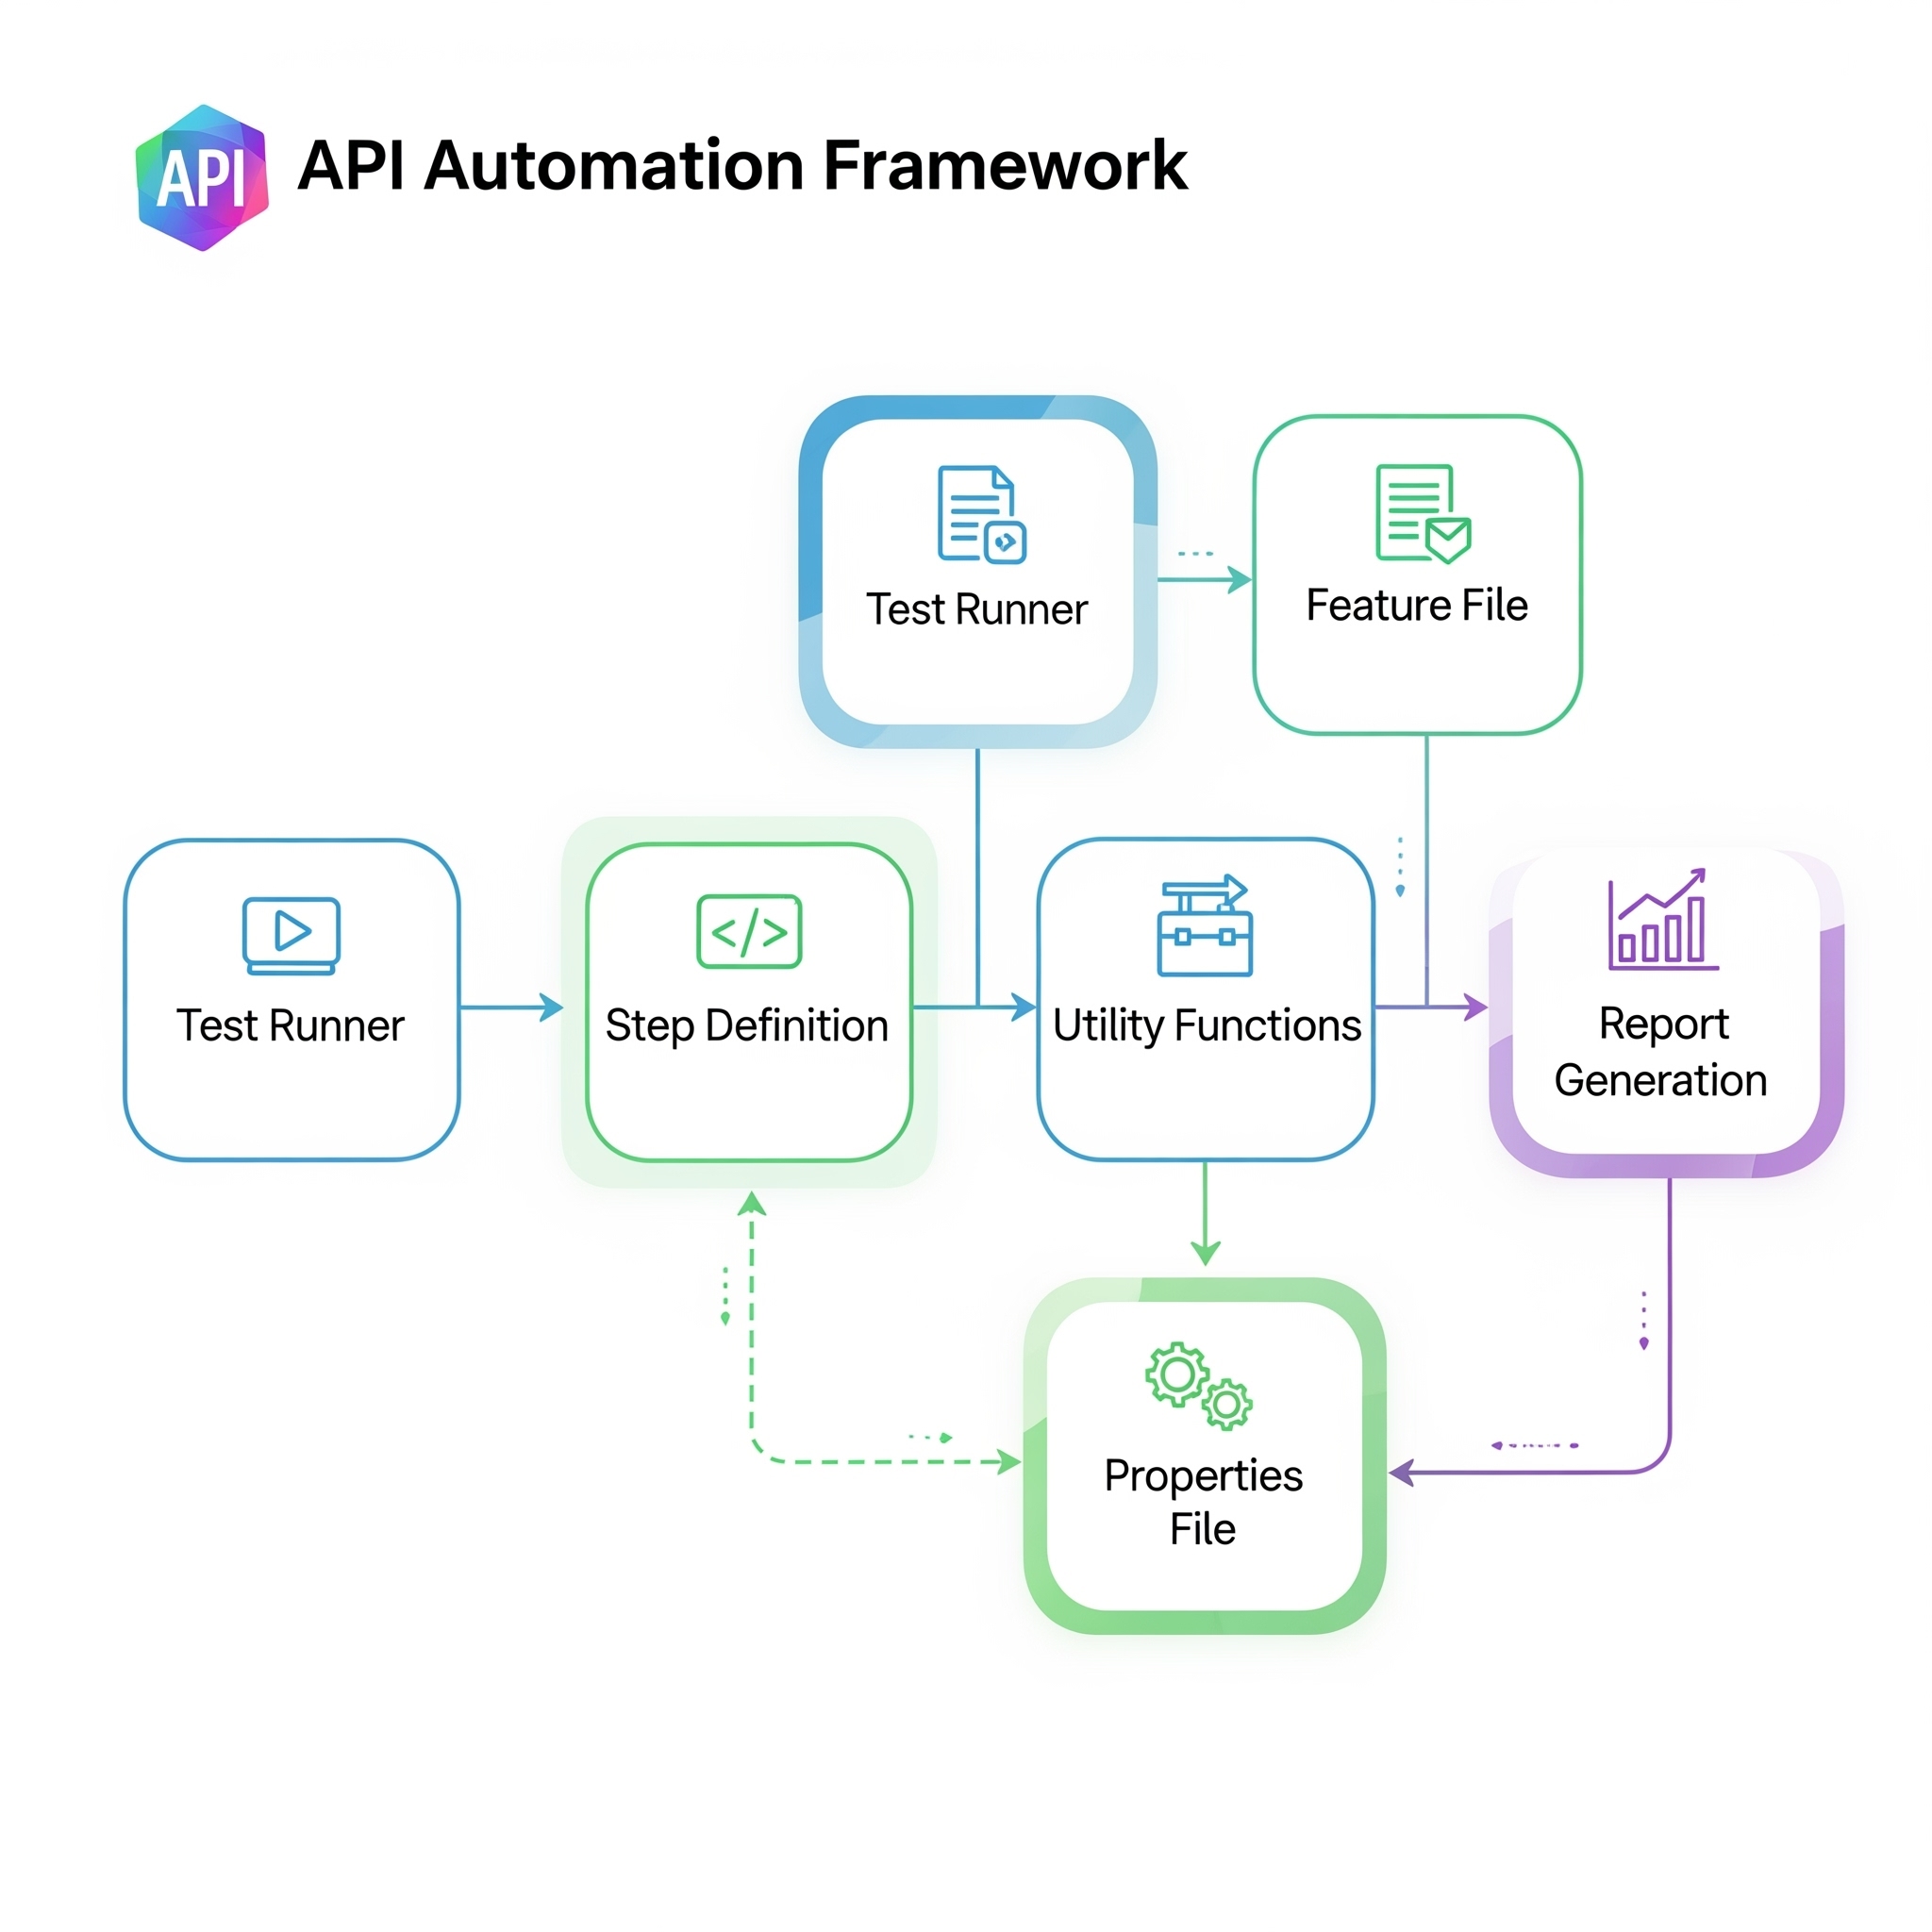 API
API Automation Framework
Test Runner
Feature File
Test Runner
</>
Step Definition
Utility Functions
Report
Generation
Properties
File